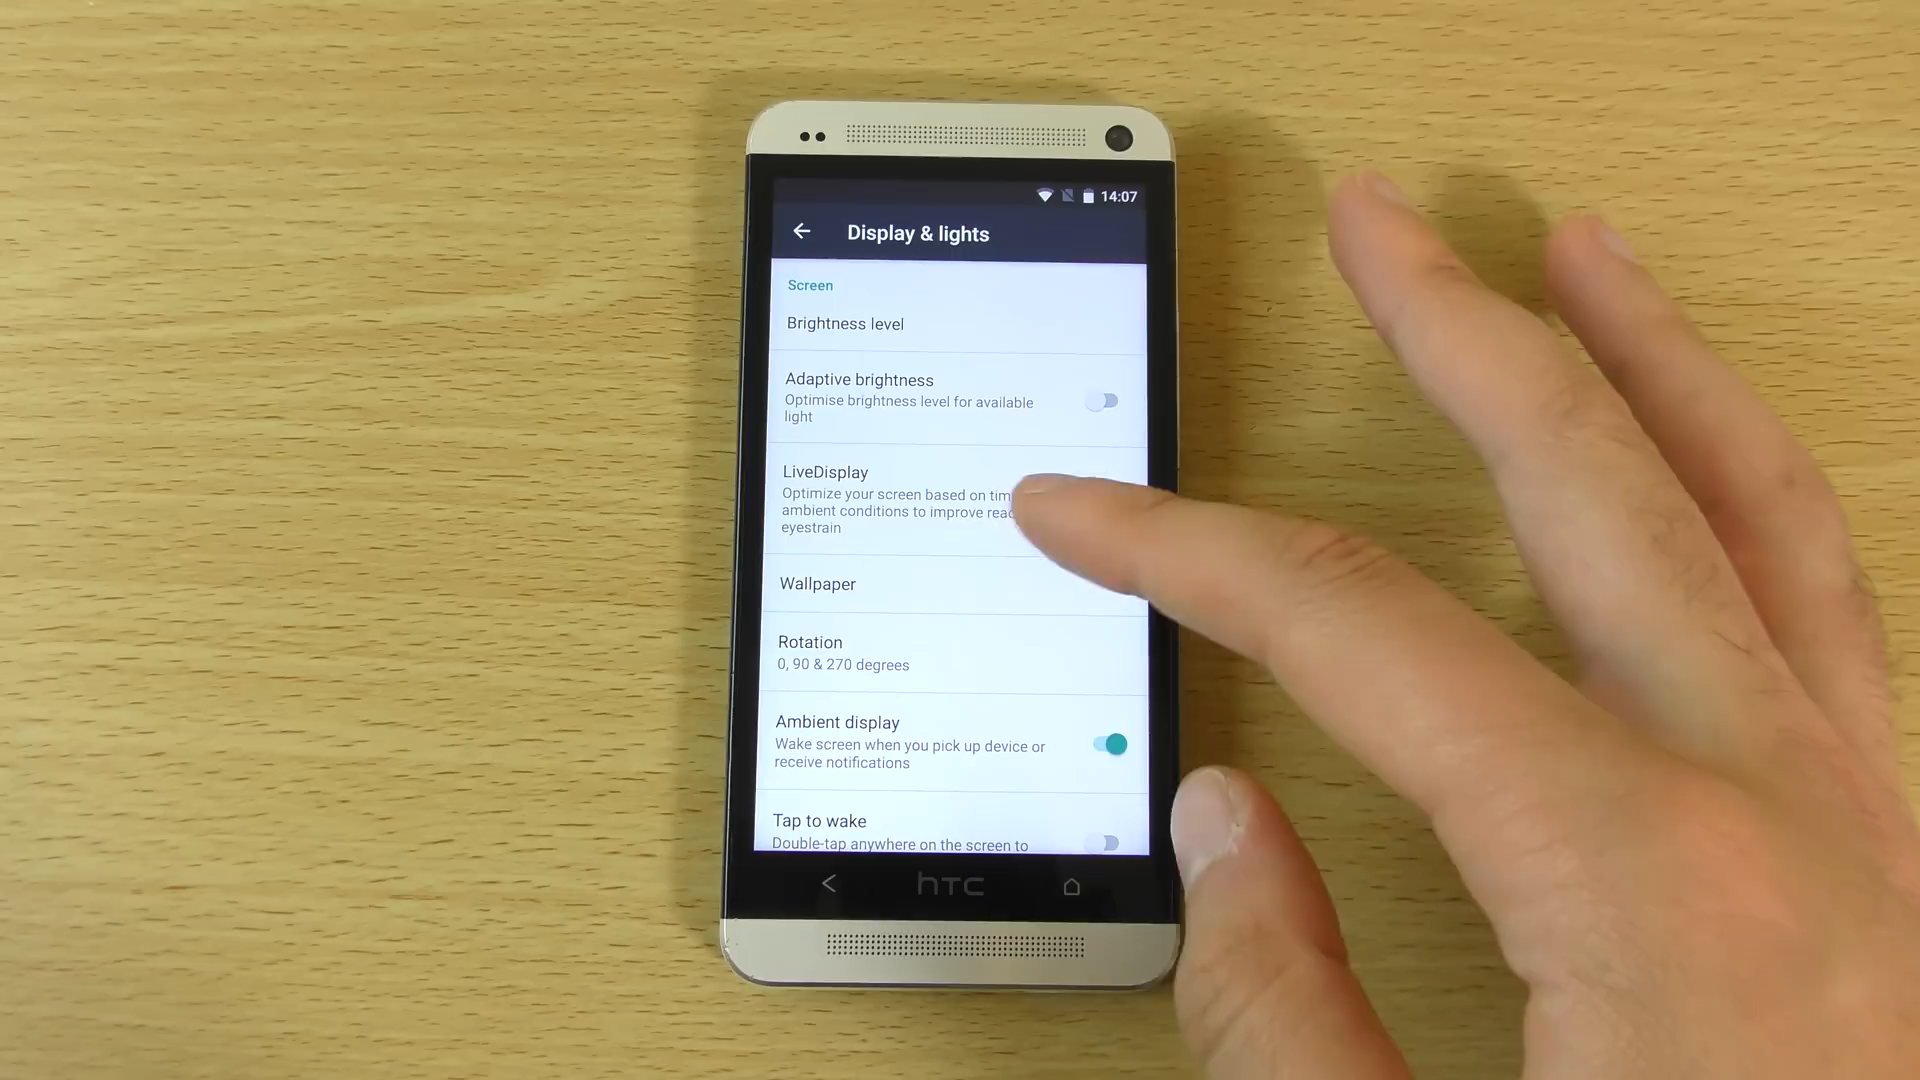 14:07
Display & lights
Screen
Brightness level
Adaptive brightness
Optimise brightness level for available
light
LiveDisplay
Optimize your screen based on
ambient conditions to improve
eyestrain
Wallpaper
Rotation
0, 90 & 270 degrees
Ambient display
Wake screen when you pick up device or
receive notifications
Tap to wake
Double-tap anywhere on the screen to
hTC